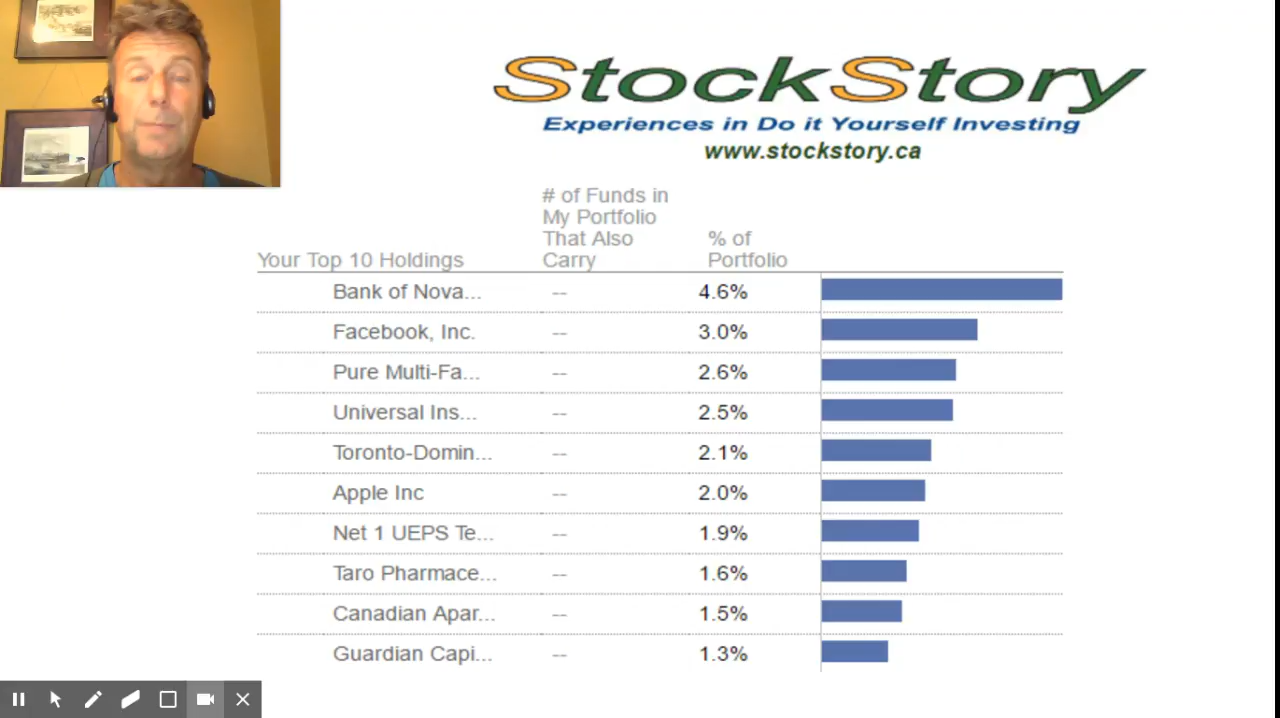 StockStory
Experiences in Do it Yourself Investing
www.stockstory.ca
# of Funds in
My Portfolio
That Also
Carry
% of
Portfolio
Your Top 10 Holdings
Bank of Nova... -- 4.6%
Facebook, Inc. -- 3.0%
Pure Multi-Fa... -- 2.6%
Universal Ins... -- 2.5%
Toronto-Domin... -- 2.1%
Apple Inc -- 2.0%
Net 1 UEPS Te... -- 1.9%
Taro Pharmace... -- 1.6%
Canadian Apar... -- 1.5%
Guardian Capi... -- 1.3%